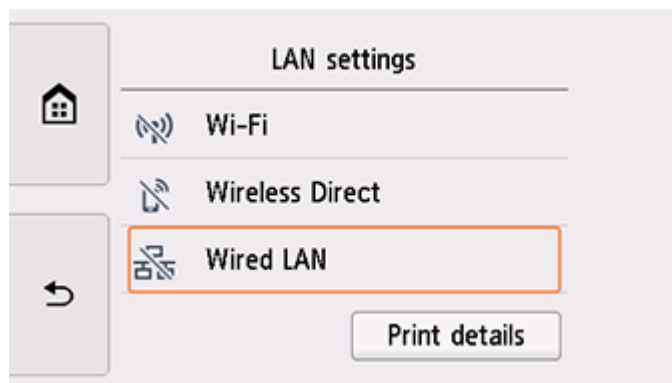 LAN settings
Wi-Fi
Wireless Direct
Wired LAN
Print details